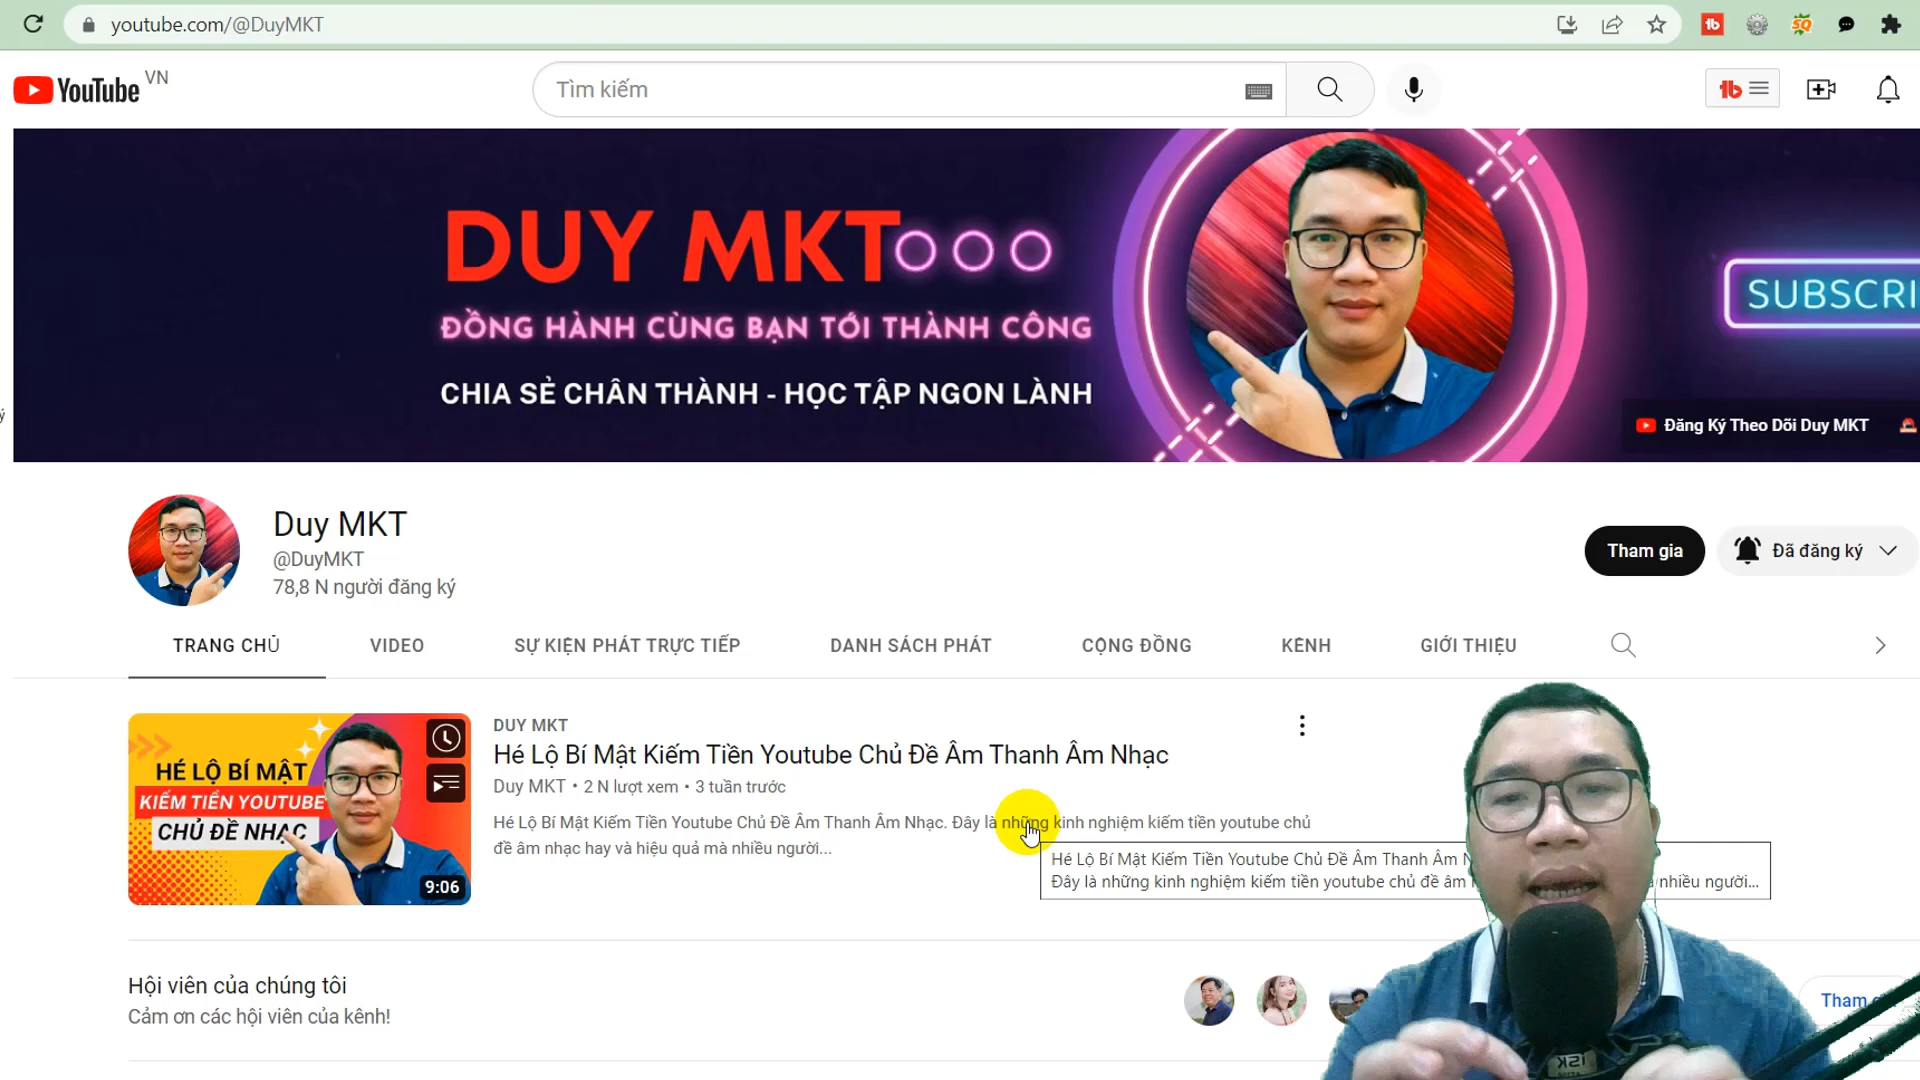 youtube.com/@DuyMKT
YouTube VN
Tìm kiếm
DUY MKT
ĐỒNG HÀNH CÙNG BẠN TỚI THÀNH CÔNG
CHIA SẺ CHÂN THÀNH - HỌC TẬP NGON LÀNH
SUBSCRI
Đăng Ký Theo Dõi Duy MKT
Duy MKT
@DuyMKT
78,8 N người đăng ký
Tham gia
Đã đăng ký
TRANG CHỦ VIDEO SỰ KIỆN PHÁT TRỰC TIẾP DANH SÁCH PHÁT CỘNG ĐỒNG KÊNH GIỚI THIỆU
HÉ LỘ BÍ MẬT
KIẾM TIỀN YOUTUBE
CHỦ ĐỀ NHẠC
9:06
DUY MKT
Hé Lộ Bí Mật Kiếm Tiền Youtube Chủ Đề Âm Thanh Âm Nhạc
Duy MKT • 2 N lượt xem • 3 tuần trước
Hé Lộ Bí Mật Kiếm Tiền Youtube Chủ Đề Âm Thanh Âm Nhạc. Đây là những kinh nghiệm kiếm tiền youtube chủ
đề âm nhạc hay và hiệu quả mà nhiều người...
Hé Lộ Bí Mật Kiếm Tiền Youtube Chủ Đề Âm Thanh Âm
Đây là những kinh nghiệm kiếm tiền youtube chủ đề âm nhiều người...
Hội viên của chúng tôi
Cảm ơn các hội viên của kênh!
Tham